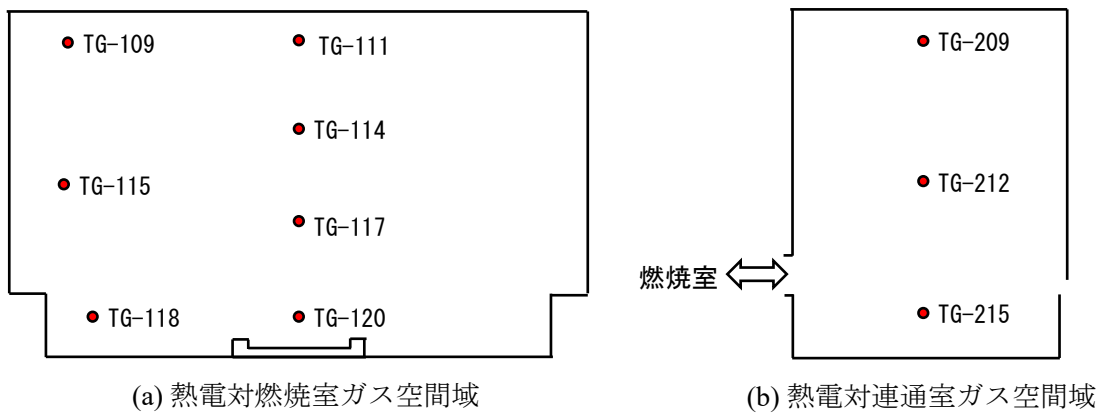 TG-109
TG-111
TG-114
TG-115
TG-117
TG-118
TG-120
(a) 熱電対燃焼室ガス空間域
TG-209
TG-212
燃焼室
TG-215
(b) 熱電対連通室ガス空間域